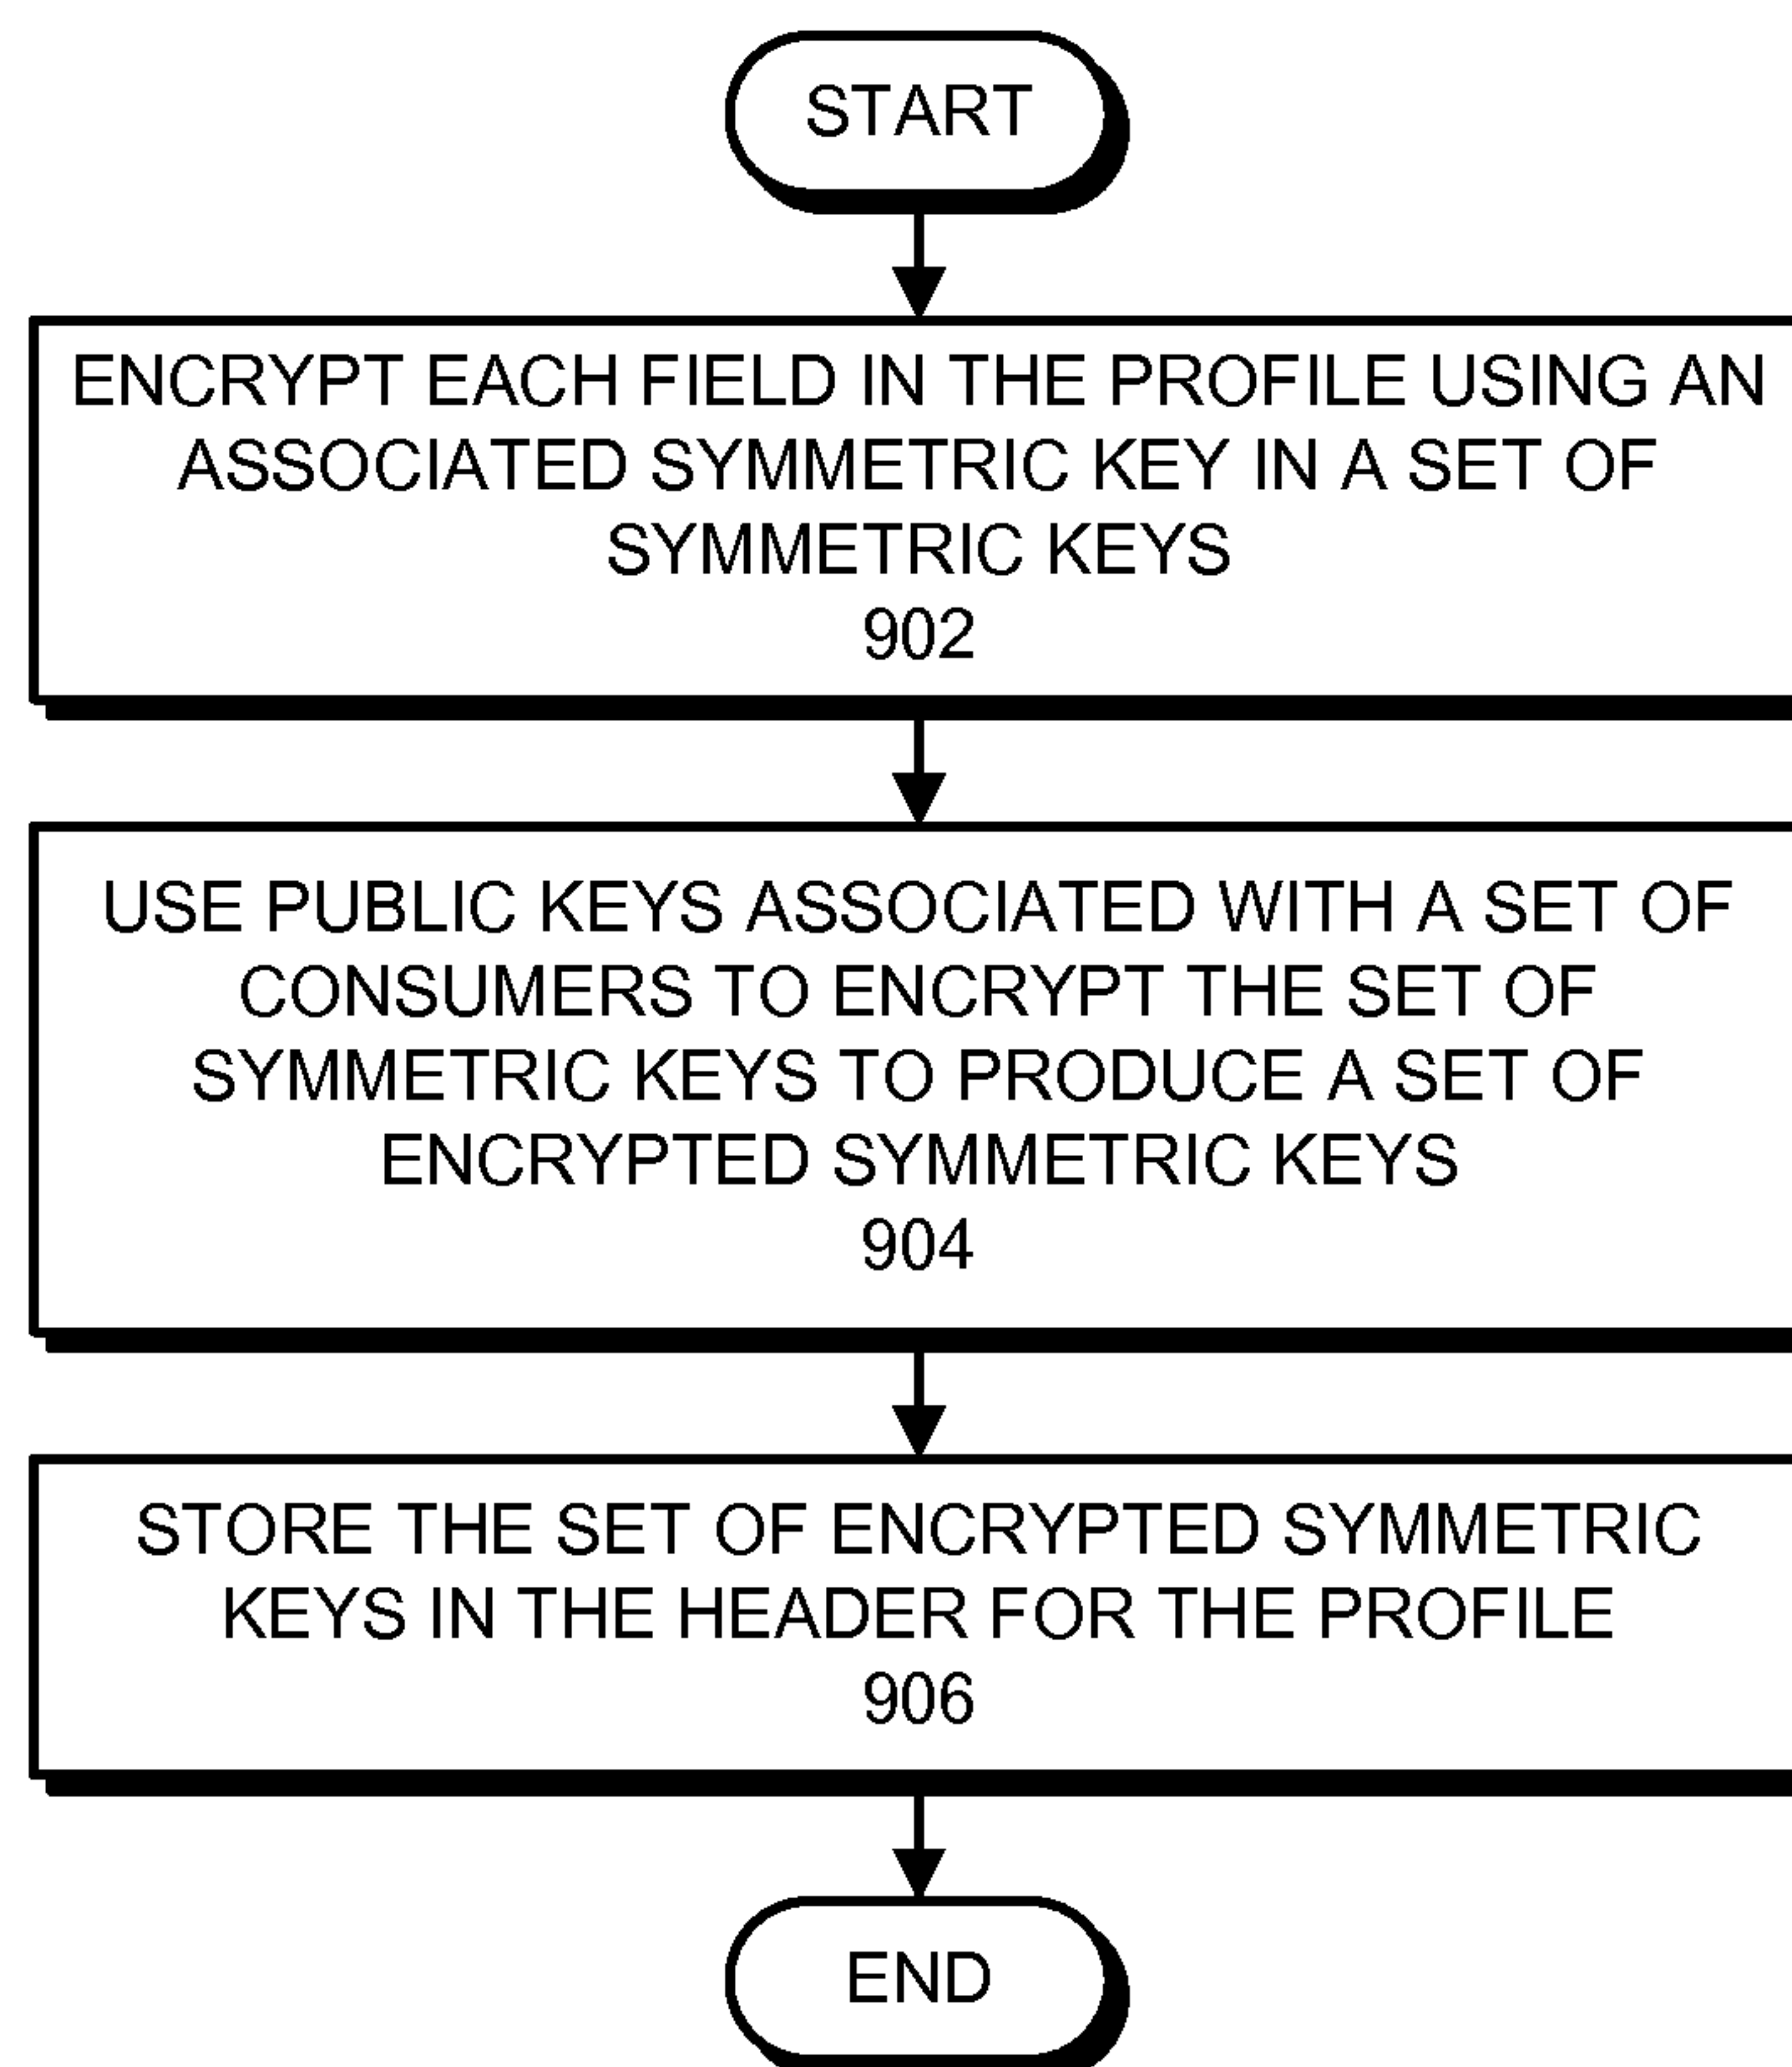 START
ENCRYPT EACH FIELD IN THE PROFILE USING AN
ASSOCIATED SYMMETRIC KEY IN A SET OF
SYMMETRIC KEYS
902
USE PUBLIC KEYS ASSOCIATED WITH A SET OF
CONSUMERS TO ENCRYPT THE SET OF
SYMMETRIC KEYS TO PRODUCE A SET OF
ENCRYPTED SYMMETRIC KEYS
904
STORE THE SET OF ENCRYPTED SYMMETRIC
KEYS IN THE HEADER FOR THE PROFILE
906
END